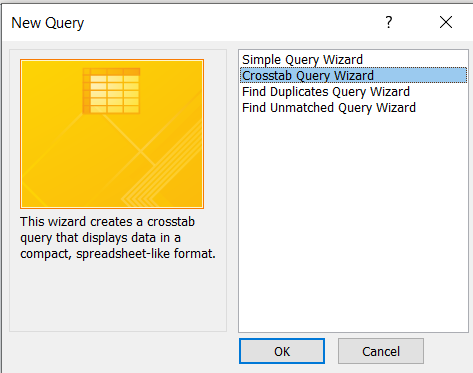 New Query
?
Simple Query Wizard
Crosstab Query Wizard
Find Duplicates Query Wizard
Find Unmatched Query Wizard
This wizard creates a crosstab
query that displays data in a
compact, spreadsheet-like format.
OK
Cancel